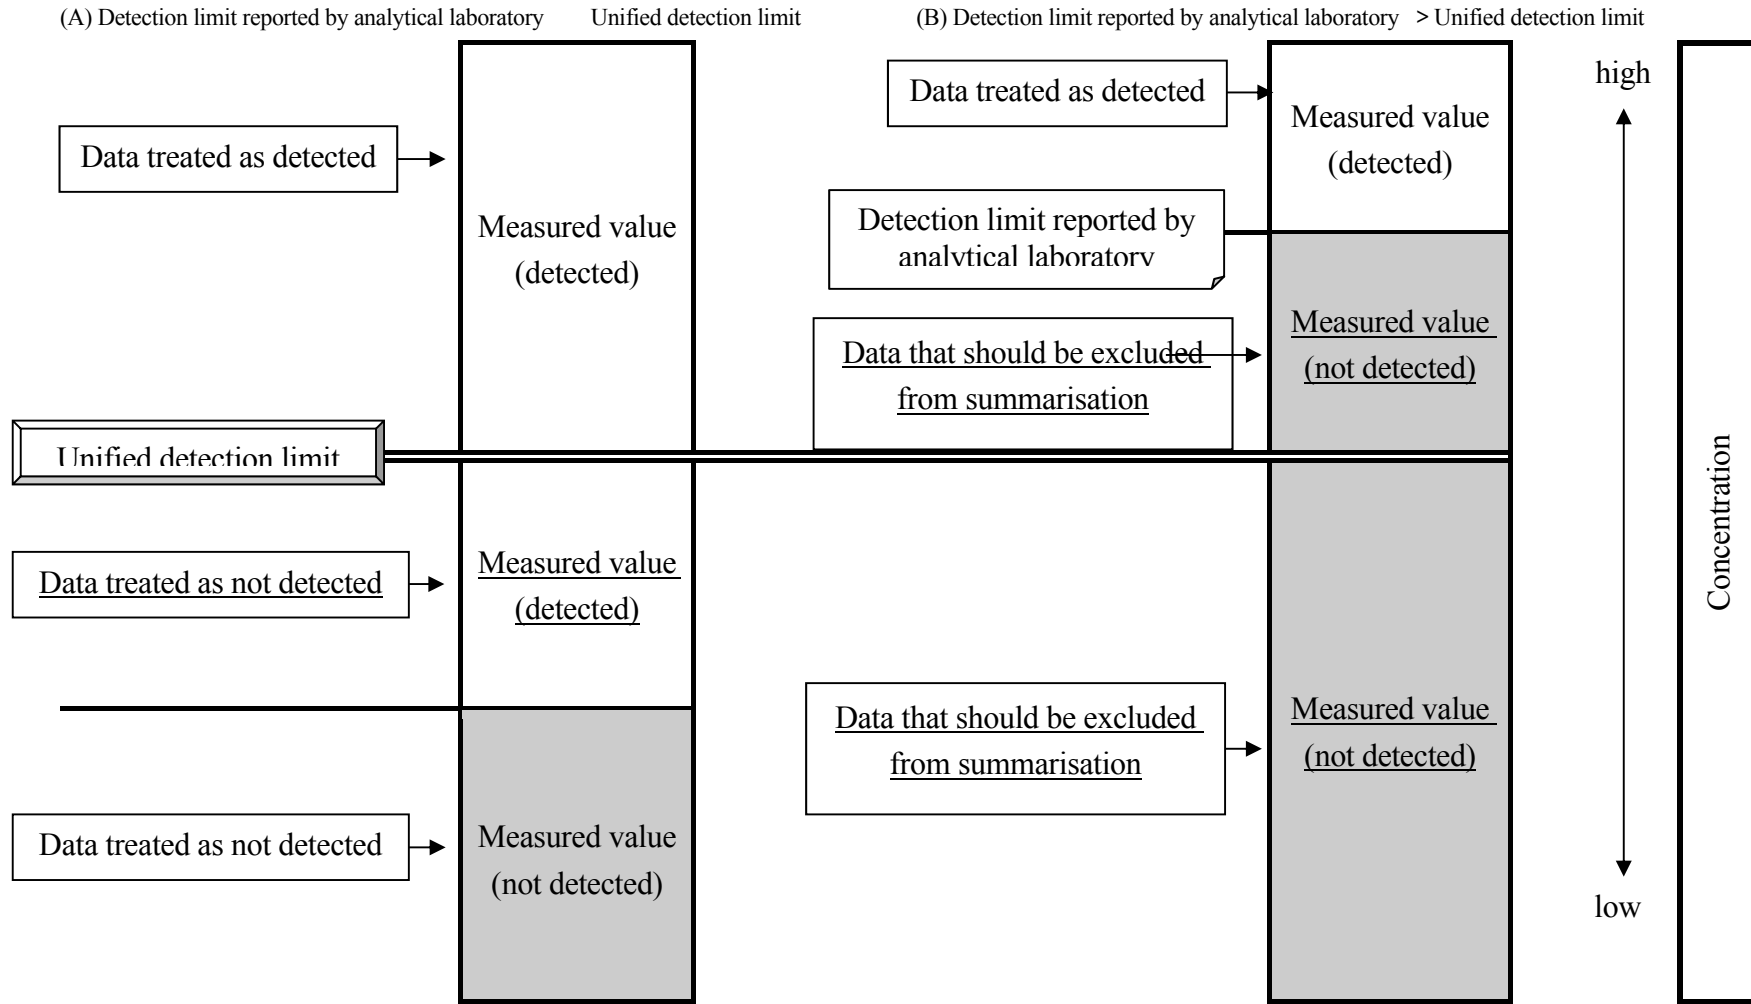 (A) Detection limit reported by analytical laboratory Unified detection limit
(B) Detection limit reported by analytical laboratory > Unified detection limit
Data treated as detected
Measured value
(detected)
Unified detection limit
Data treated as not detected
Measured value
(detected)
Data treated as not detected
Measured value
(not detected)
Data treated as detected
Measured value
(detected)
Detection limit reported by
analytical laboratory
Data that should be excluded
from summarisation
Measured value
(not detected)
Data that should be excluded
from summarisation
Measured value
(not detected)
high
low
Concentration